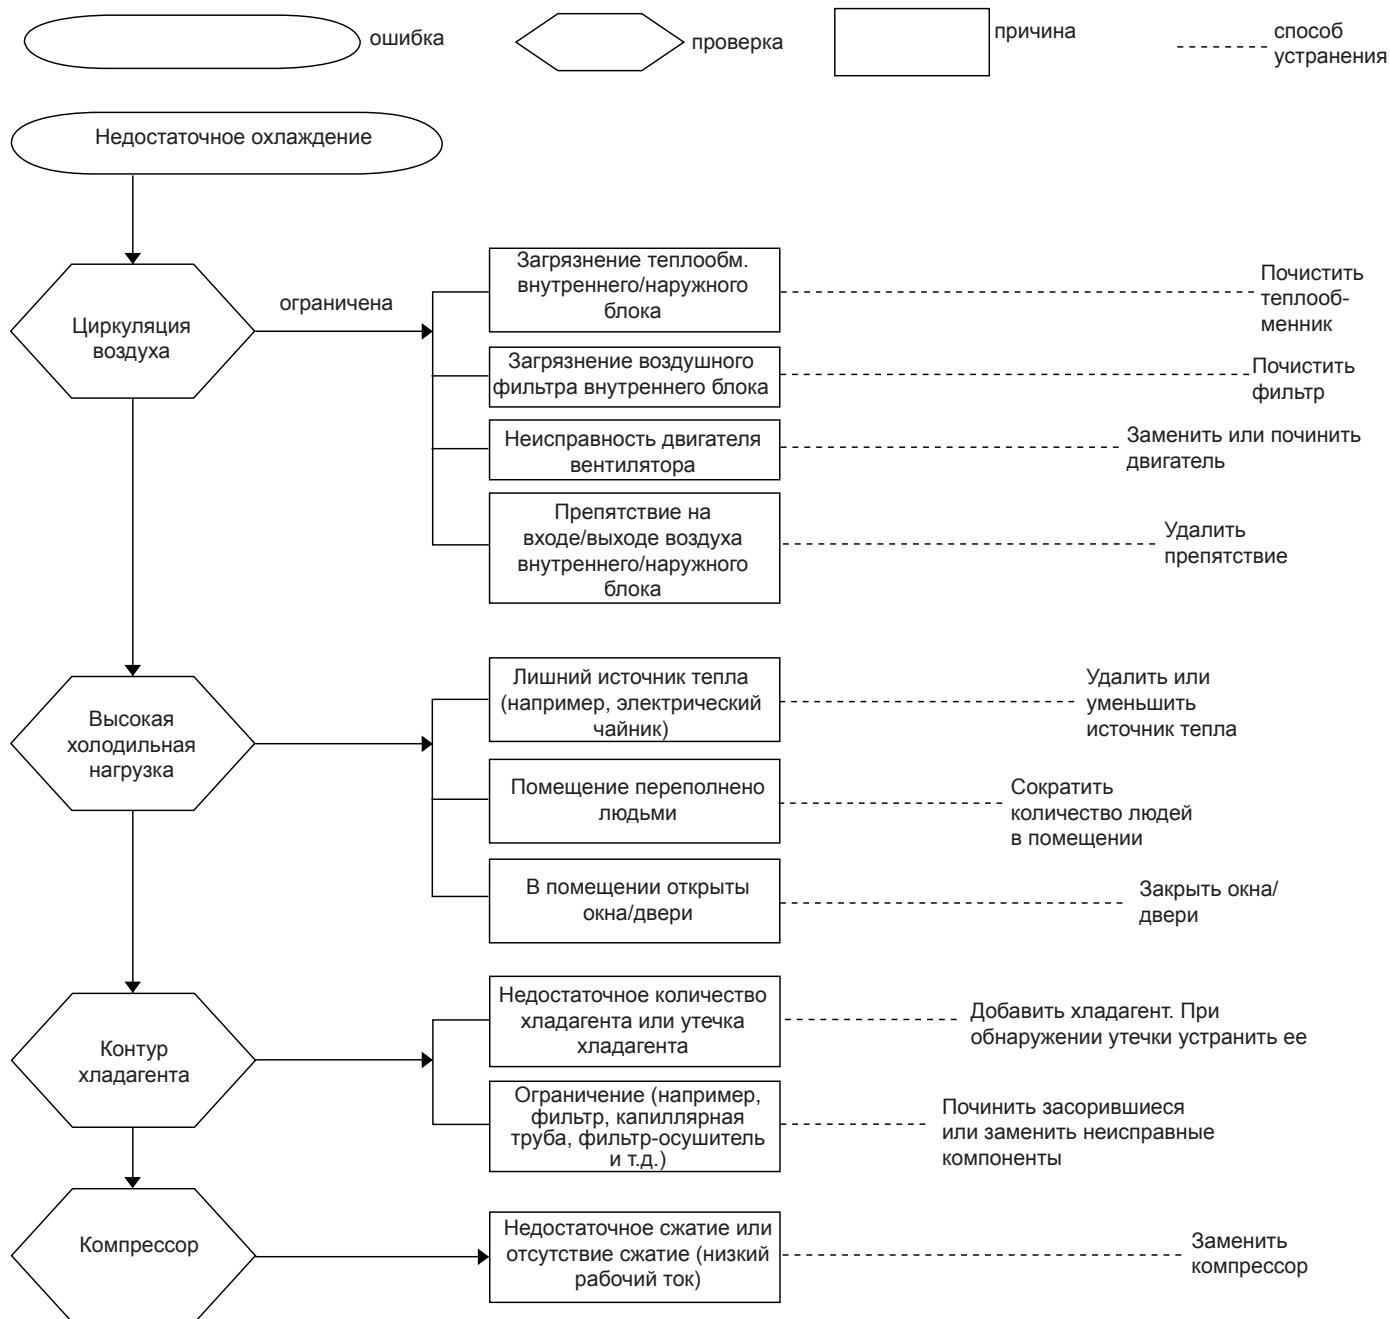 ошибка
проверка
причина
способ
устранения
Недостаточное охлаждение
Циркуляция
воздуха
ограничена
Загрязнение теплообм.
внутреннего/наружного
блока
Почистить
теплооб-
менник
Загрязнение воздушного
фильтра внутреннего блока
Почистить
фильтр
Неисправность двигателя
вентилятора
Заменить или починить
двигатель
Препятствие на
входе/выходе воздуха
внутреннего/наружного
блока
Удалить
препятствие
Высокая
холодильная
нагрузка
Лишний источник тепла
(например, электрический
чайник)
Удалить или
уменьшить
источник тепла
Помещение переполнено
людьми
Сократить
количество людей
в помещении
В помещении открыты
окна/двери
Закрыть окна/
двери
Контур
хладагента
Недостаточное количество
хладагента или утечка
хладагента
Добавить хладагент. При
обнаружении утечки устранить ее
Ограничение (например,
фильтр, капиллярная
труба, фильтр-осушитель
и т.д.)
Починить засорившиеся
или заменить неисправные
компоненты
Компрессор
Недостаточное сжатие или
отсутствие сжатие (низкий
рабочий ток)
Заменить
компрессор